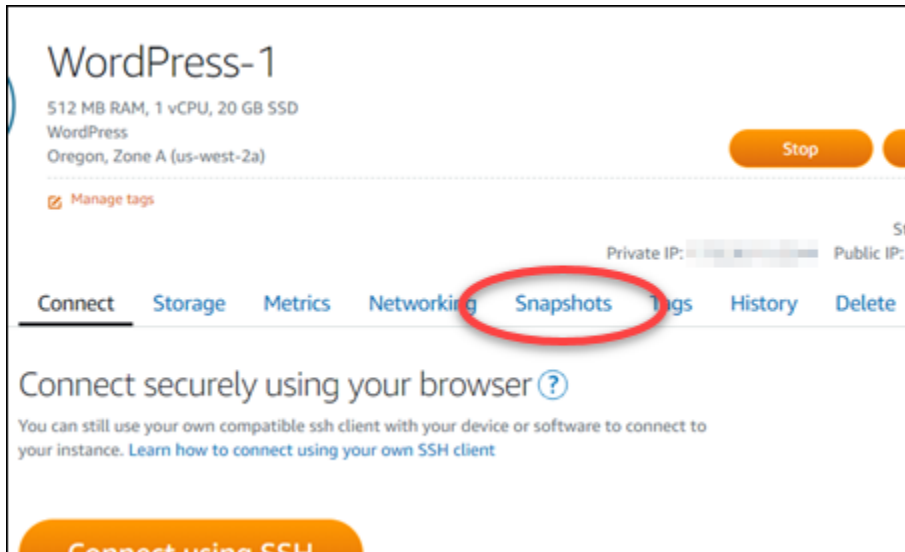 WordPress-1
512 MB RAM, 1 vCPU, 20 GB SSD
WordPress
Oregon, Zone A (us-west-2a)
Stop
Manage tags
Private IP: Public IP:
Connect Storage Metrics Networking Snapshots Tags History Delete
Connect securely using your browser ?
You can still use your own compatible ssh client with your device or software to connect to
your instance. Learn how to connect using your own SSH client
Connect using SSH